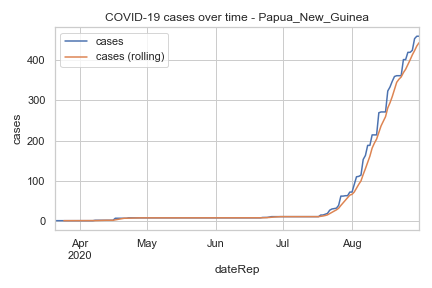 COVID-19 cases over time - Papua_New_Guinea
cases
cases (rolling)
400
300
200
100
0
cases
Apr
2020
May
Jun
Jul
Aug
dateRep